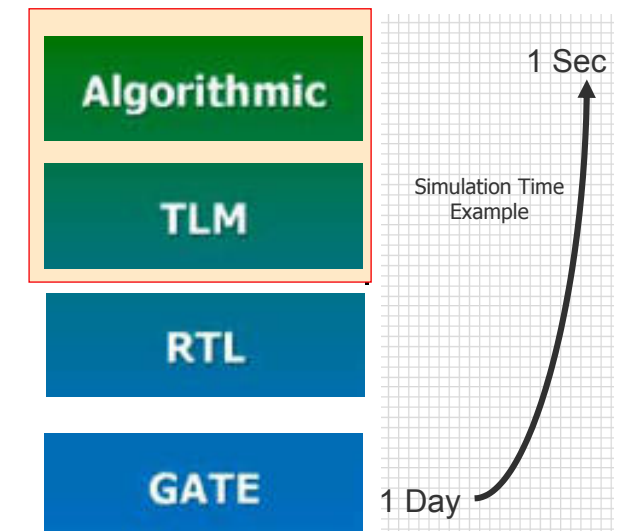 Algorithmic
TLM
RTL
GATE
1 Sec
Simulation Time
Example
1 Day